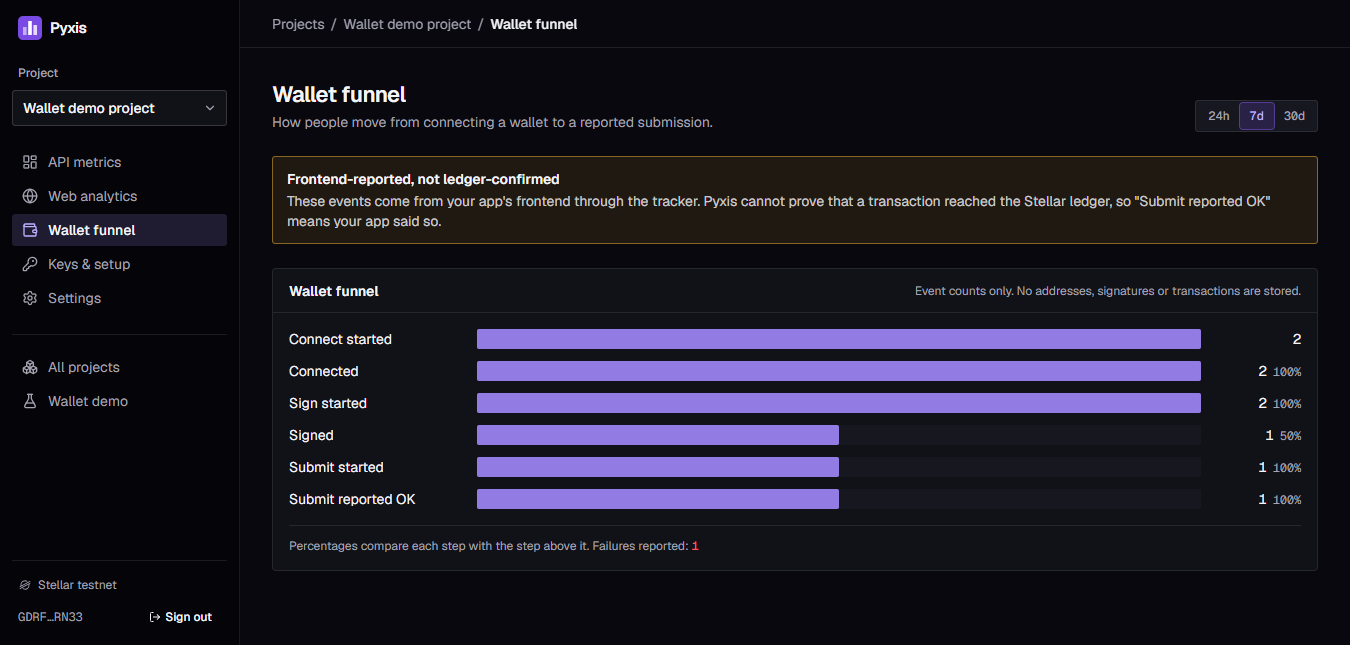 Pyxis
Project
Wallet demo project
API metrics
Web analytics
Wallet funnel
Keys & setup
Settings
All projects
Wallet demo
Stellar testnet
GDRF…RN33
Sign out
Projects / Wallet demo project / Wallet funnel
Wallet funnel
How people move from connecting a wallet to a reported submission.
24h 7d 30d
Frontend-reported, not ledger-confirmed
These events come from your app's frontend through the tracker. Pyxis cannot prove that a transaction reached the Stellar ledger, so "Submit reported OK"
means your app said so.
Wallet funnel Event counts only. No addresses, signatures or transactions are stored.
Connect started 2
Connected 2 100%
Sign started 2 100%
Signed 1 50%
Submit started 1 100%
Submit reported OK 1 100%
Percentages compare each step with the step above it. Failures reported: 1